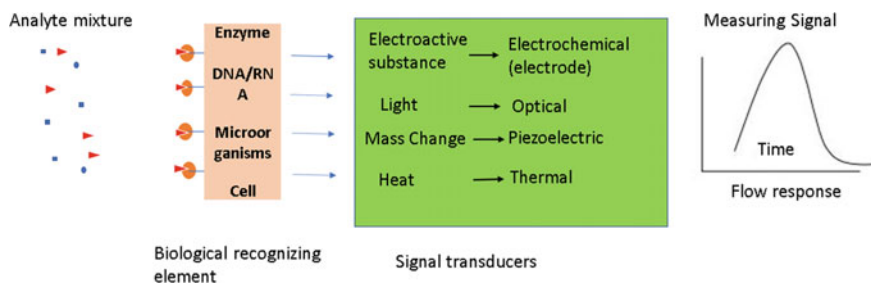 Analyte mixture
Enzyme
DNA/RN
A
Microor
ganisms
Cell
Biological recognizing
element
Electroactive
substance
Electrochemical
(electrode)
Light
Optical
Mass Change
Piezoelectric
Heat
Thermal
Signal transducers
Measuring Signal
Time
Flow response